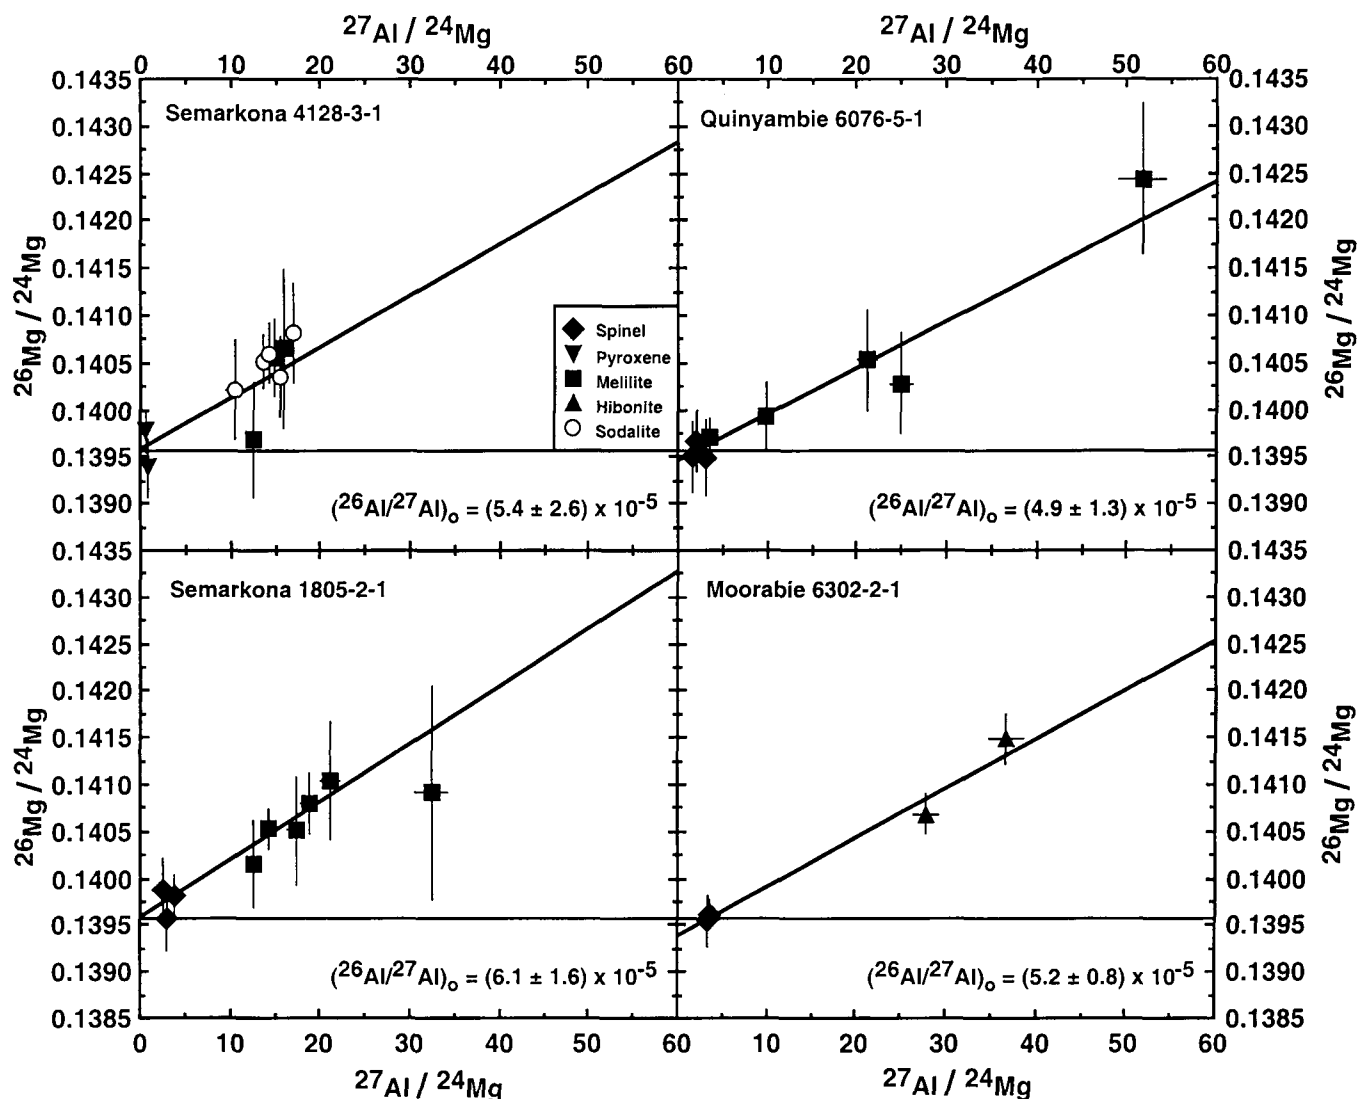 27Al / 24Mg 27Al / 24Mg
0 10 20 30 40 50 60 10 20 30 40 50 60
0.1435 0.1435
Semarkona 4128-3-1 Quinyambie 6076-5-1
0.1430 0.1430
0.1425 0.1425
0.1420 0.1420
0.1415 0.1415
0.1410 0.1410
0.1405 0.1405
0.1400 0.1400
0.1395 0.1395
0.1390 0.1390
26Mg / 24Mg 26Mg / 24Mg
Spinel
Pyroxene
Melilite
Hibonite
Sodalite
(26Al/27Al)o = (5.4 ± 2.6) x 10-5 (26Al/27Al)o = (4.9 ± 1.3) x 10-5
0.1435 0.1435
Semarkona 1805-2-1 Moorabie 6302-2-1
0.1430 0.1430
0.1425 0.1425
0.1420 0.1420
0.1415 0.1415
0.1410 0.1410
0.1405 0.1405
0.1400 0.1400
0.1395 0.1395
0.1390 0.1390
0.1385 0.1385
26Mg / 24Mg 26Mg / 24Mg
(26Al/27Al)o = (6.1 ± 1.6) x 10-5 (26Al/27Al)o = (5.2 ± 0.8) x 10-5
0 10 20 30 40 50 60 10 20 30 40 50 60
27Al / 24Mg 27Al / 24Mg